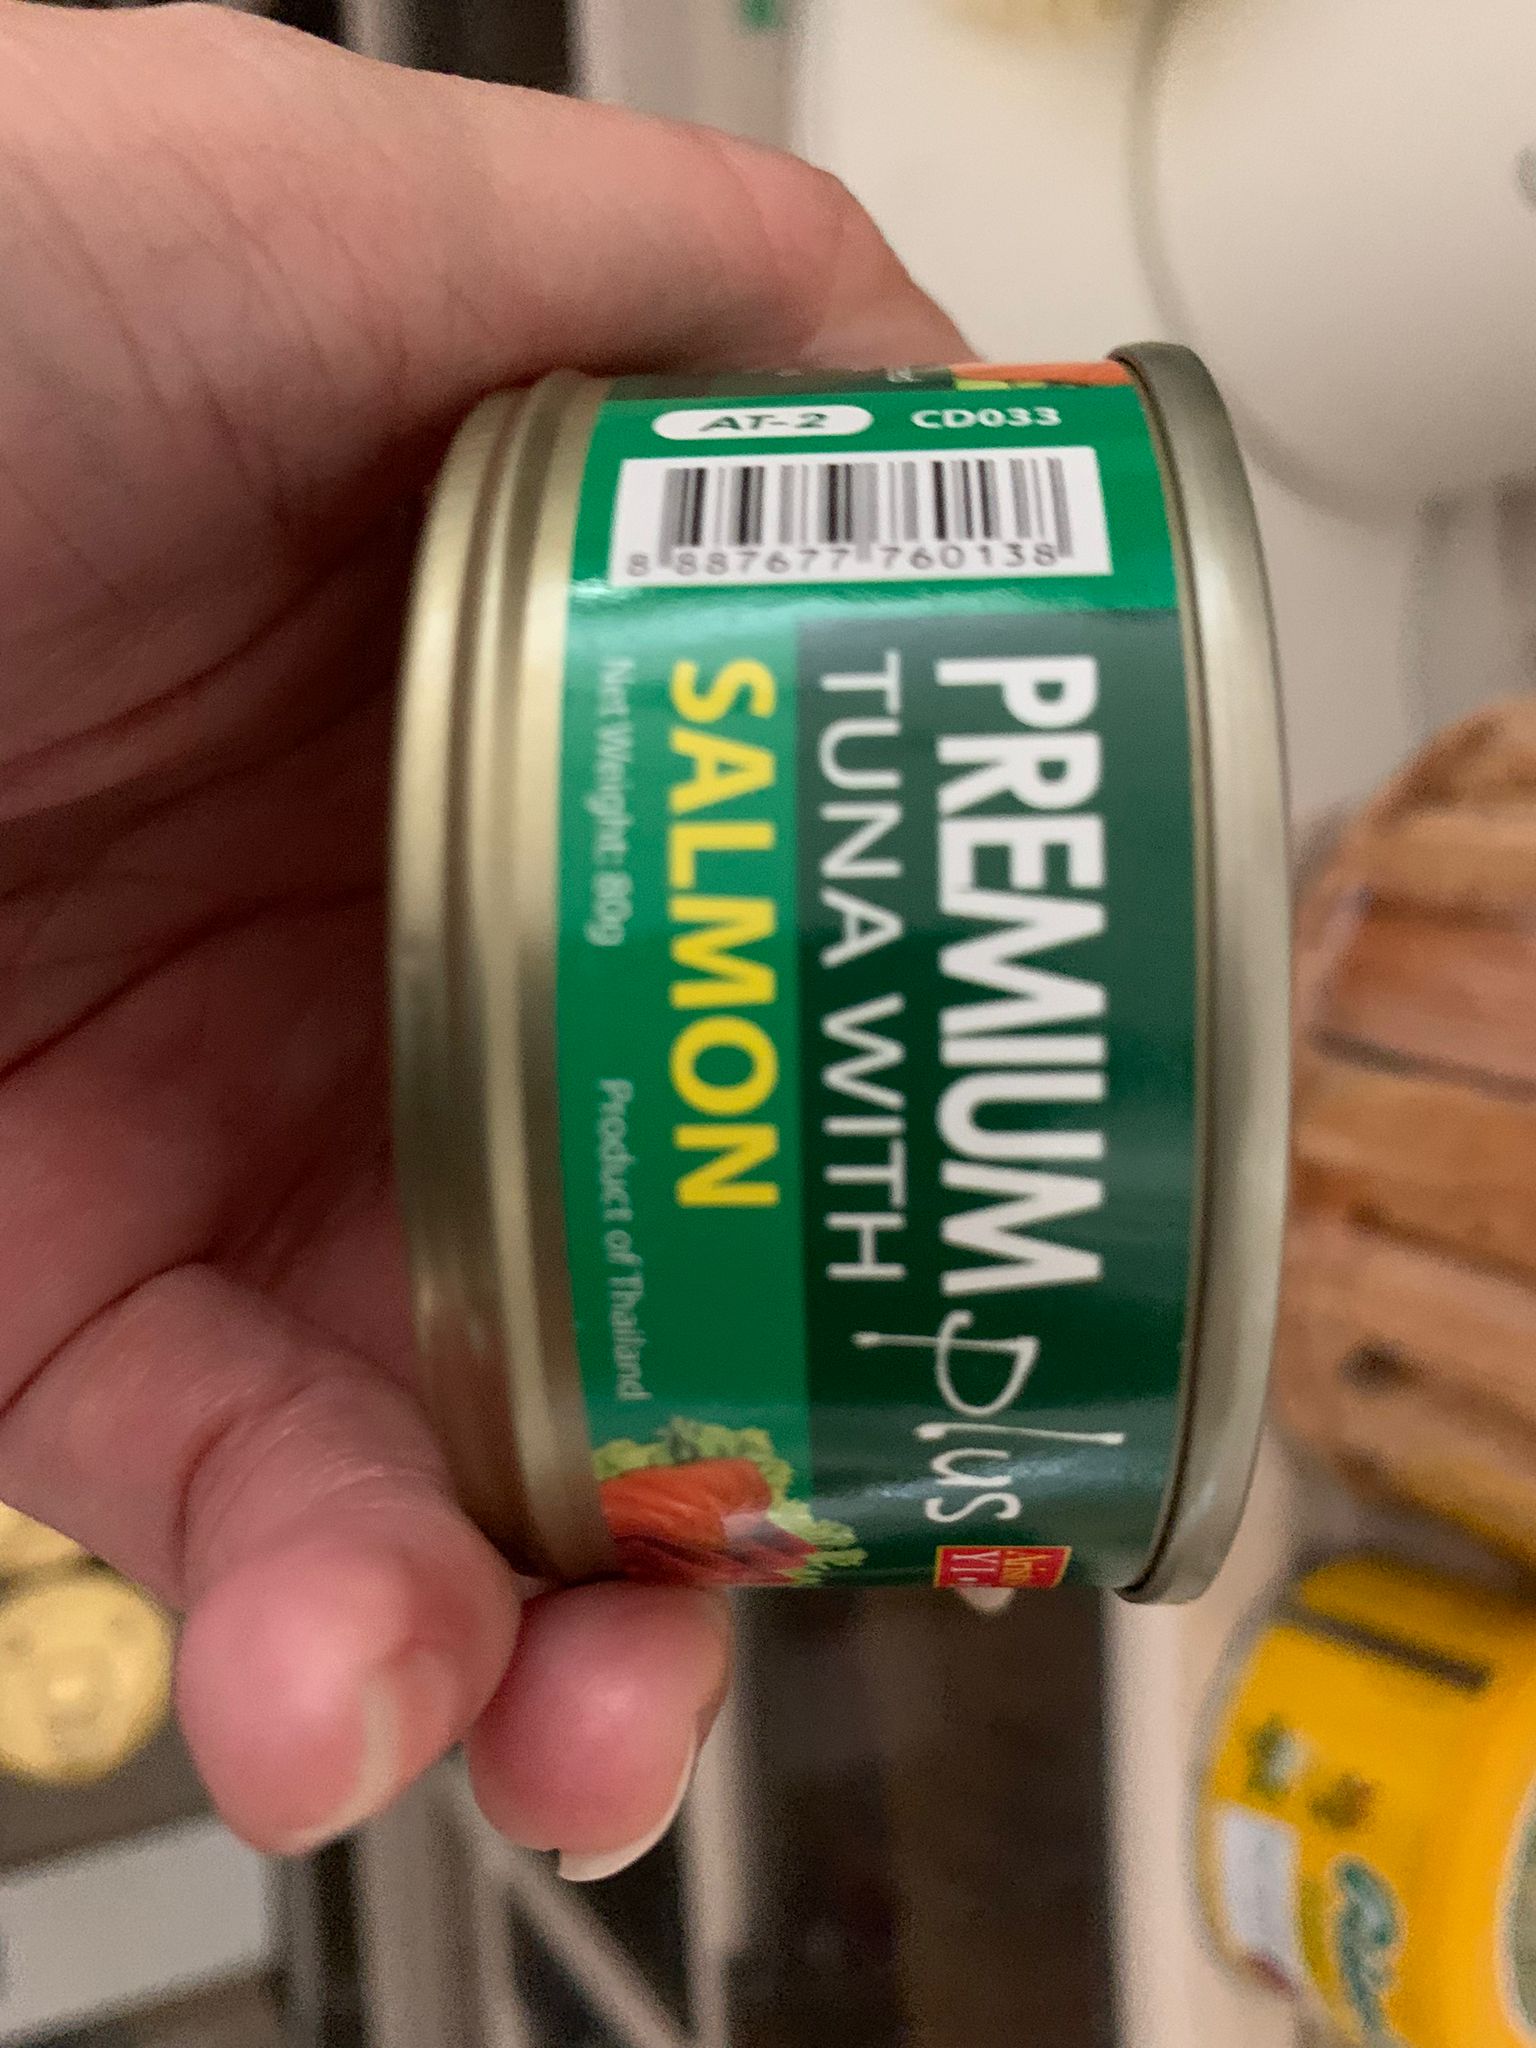 AT-2 CD033
8 887677 760138
PREMIUM Plus
TUNA WITH
SALMON
Net Weight: 80g Product of Thailand